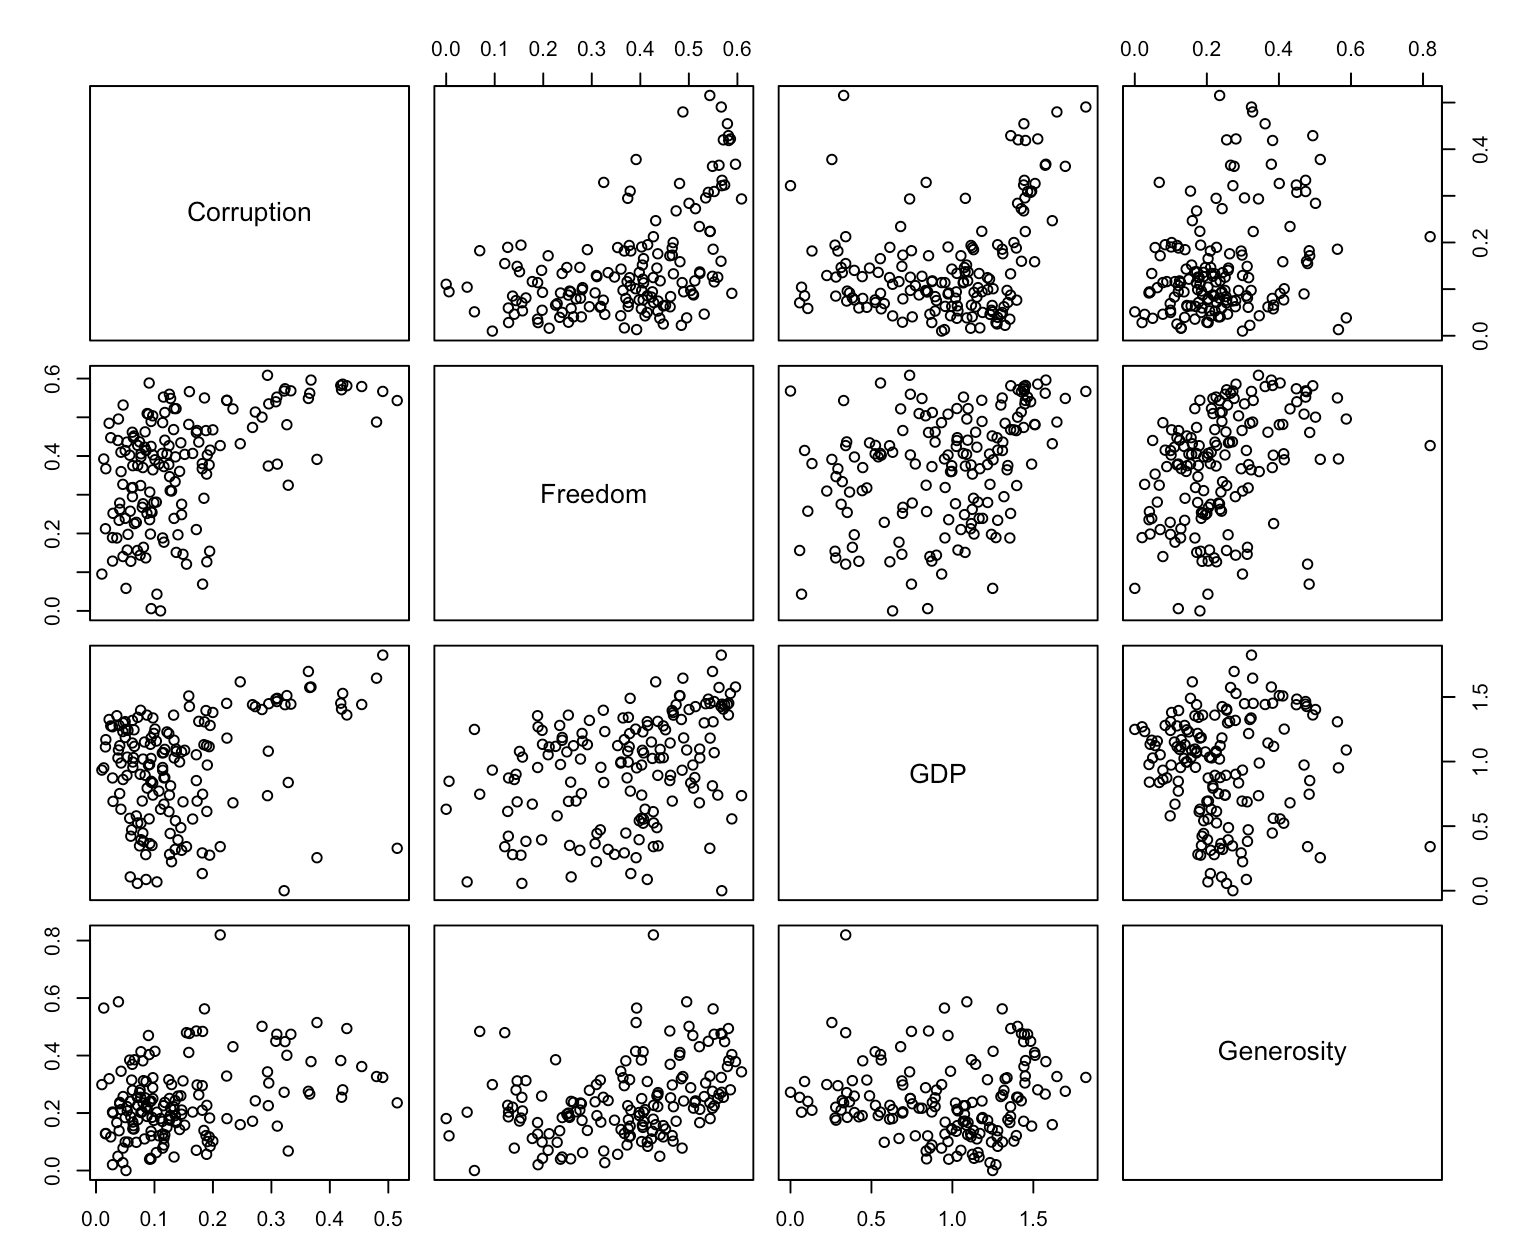 0.0 0.1 0.2 0.3 0.4 0.5 0.6
0.0 0.2 0.4 0.6 0.8
Corruption
0.0 0.2 0.4
0.0 0.2 0.4 0.6
Freedom
GDP
0.0 0.5 1.0 1.5
0.0 0.2 0.4 0.6 0.8
Generosity
0.0 0.1 0.2 0.3 0.4 0.5
0.0 0.5 1.0 1.5